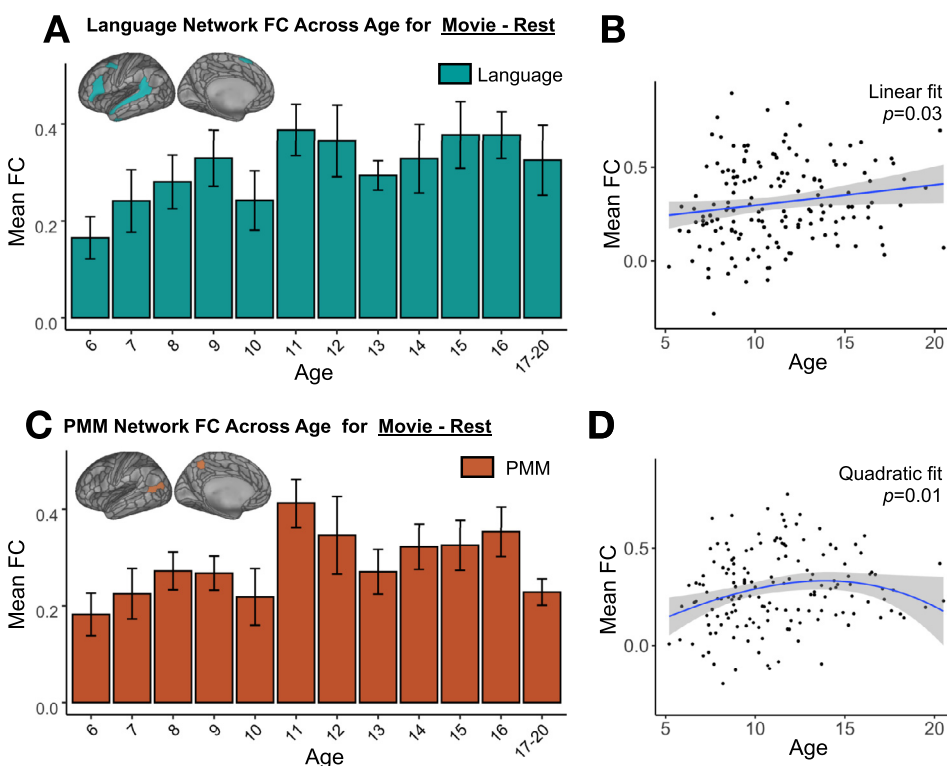 A Language Network FC Across Age for Movie - Rest
Language
Mean FC
0.4
0.2
0.0
6 7 8 9 10 11 12 13 14 15 16 17-20
Age
B
Linear fit
p=0.03
Mean FC
0.5
0.0
5 10 15 20
Age
C PMM Network FC Across Age for Movie - Rest
PMM
Mean FC
0.4
0.2
0.0
6 7 8 9 10 11 12 13 14 15 16 17-20
Age
D
Quadratic fit
p=0.01
Mean FC
0.5
0.0
5 10 15 20
Age